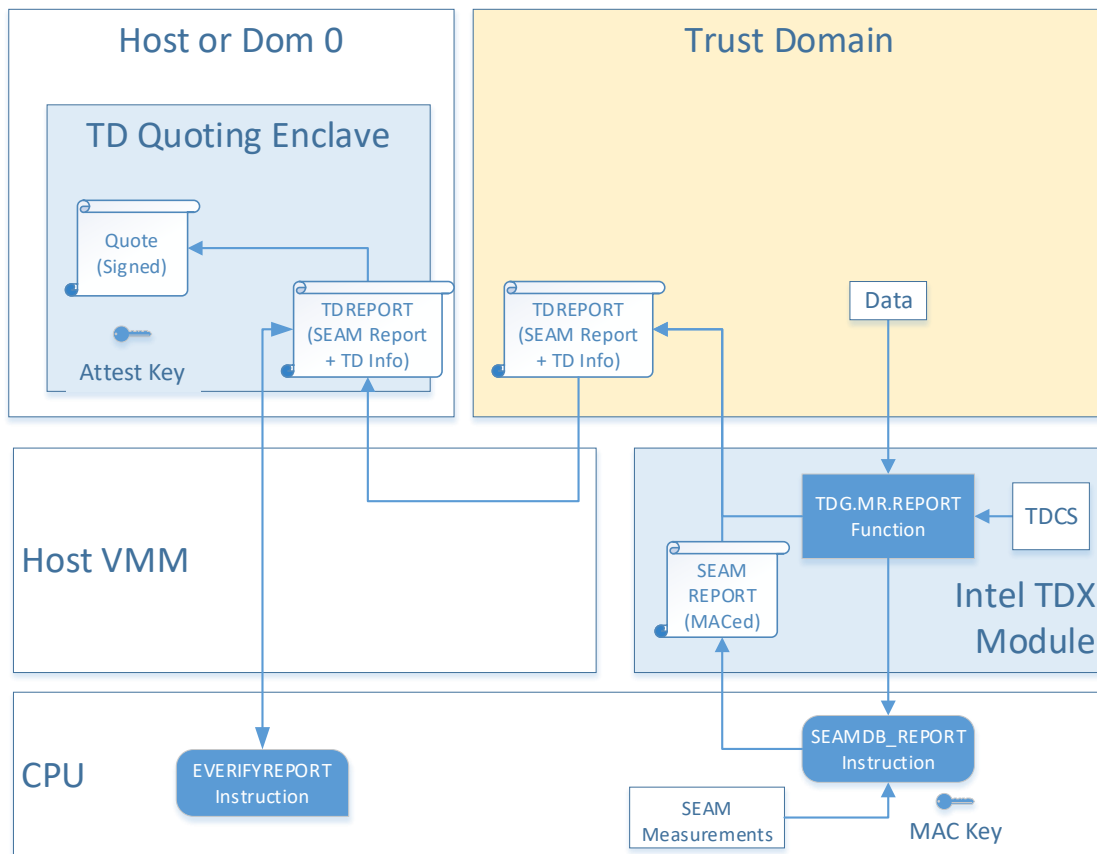 Host or Dom 0
TD Quoting Enclave
Quote
(Signed)
Attest Key
TDREPORT
(SEAM Report
+ TD Info)
Trust Domain
TDREPORT
(SEAM Report
+ TD Info)
Data
Host VMM
TDG.MR.REPORT
Function
TDCS
SEAM
REPORT
(MACed)
Intel TDX
Module
CPU
EVERIFYREPORT
Instruction
SEAMDB_REPORT
Instruction
SEAM
Measurements
MAC Key